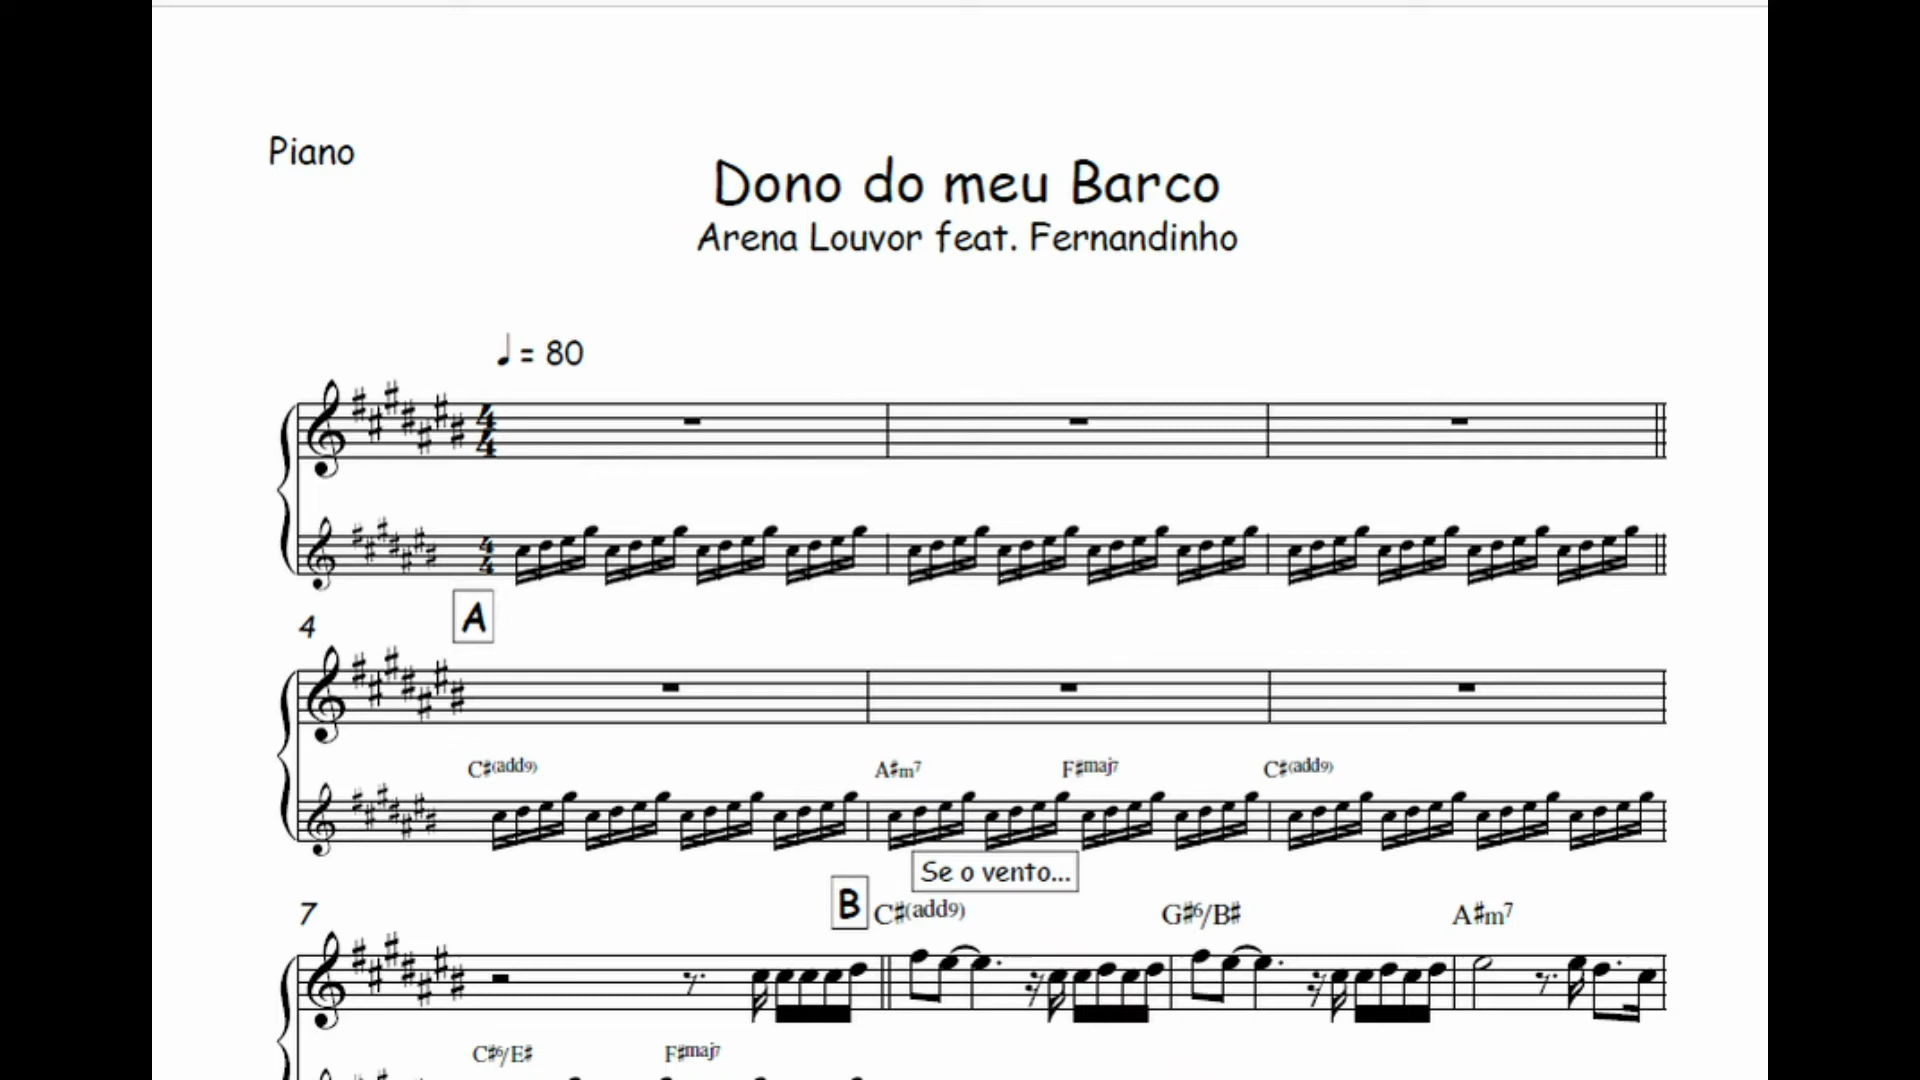 Piano
Dono do meu Barco
Arena Louvor feat. Fernandinho
♩ = 80
4 A
C♯(add9) A♯m7 F♯maj7 C♯(add9)
Se o vento...
7 B C♯(add9) G♯6/B♯ A♯m7
C♯6/E♯ F♯maj7